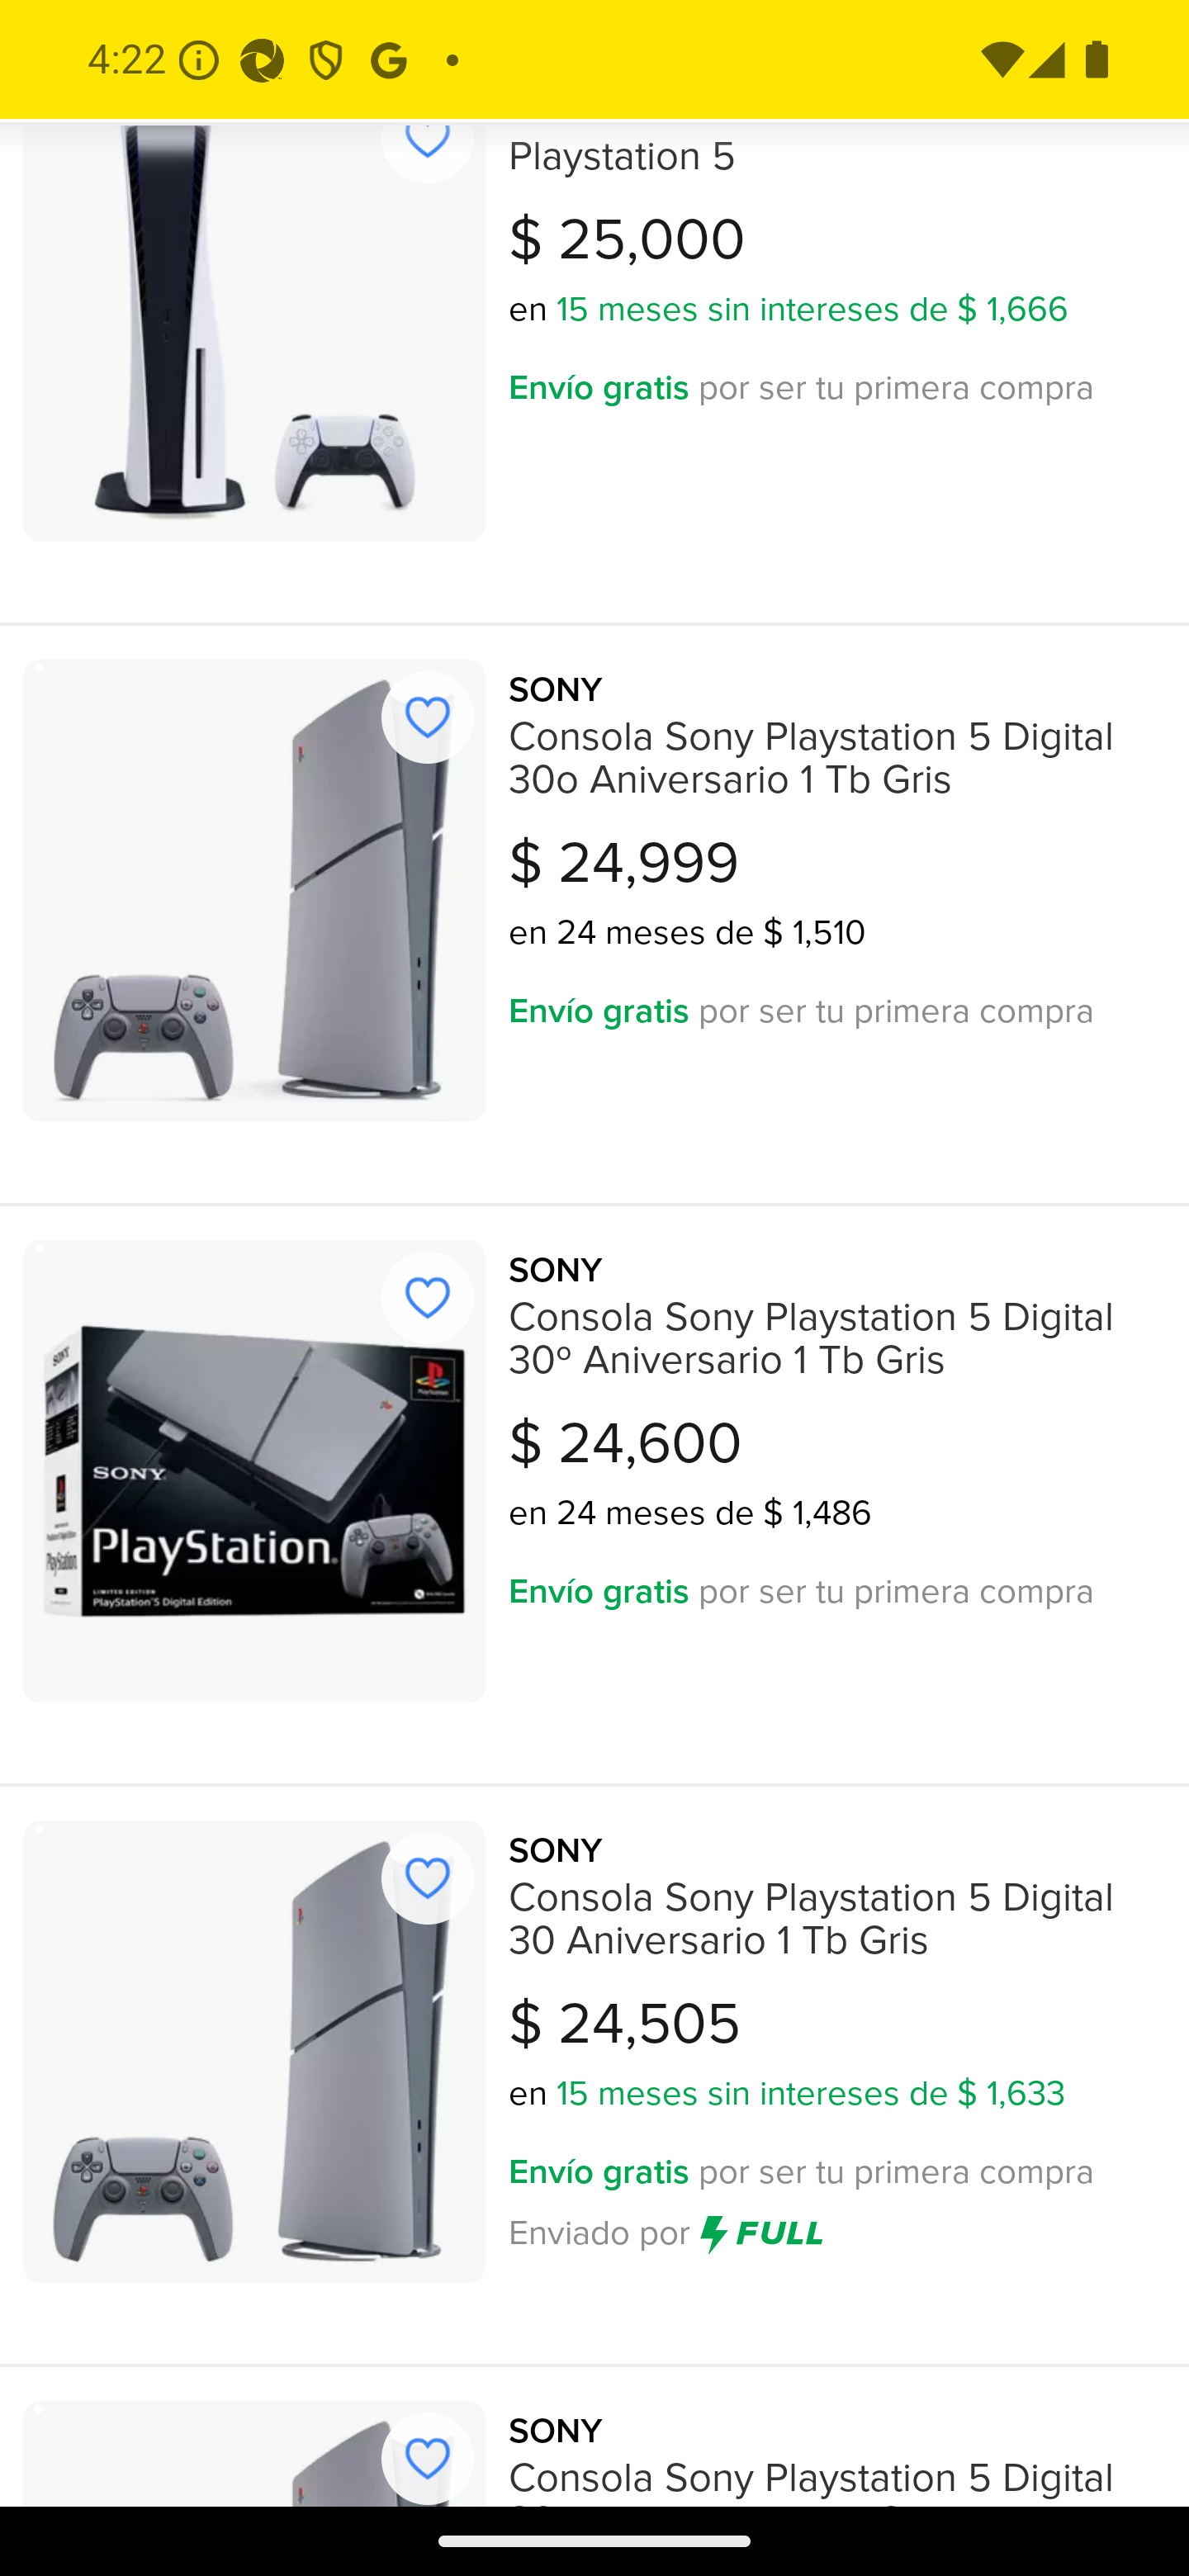 4:22
Playstation 5
$ 25,000
en 15 meses sin intereses de $ 1,666
Envío gratis por ser tu primera compra
SONY
Consola Sony Playstation 5 Digital
30o Aniversario 1 Tb Gris
$ 24,999
en 24 meses de $ 1,510
Envío gratis por ser tu primera compra
SONY
Consola Sony Playstation 5 Digital
30º Aniversario 1 Tb Gris
$ 24,600
en 24 meses de $ 1,486
Envío gratis por ser tu primera compra
SONY
PlayStation
SONY
PlayStation
PlayStation
LIMITED EDITION
PlayStation 5 Digital Edition
SONY
Consola Sony Playstation 5 Digital
30 Aniversario 1 Tb Gris
$ 24,505
en 15 meses sin intereses de $ 1,633
Envío gratis por ser tu primera compra
Enviado por FULL
SONY
Consola Sony Playstation 5 Digital